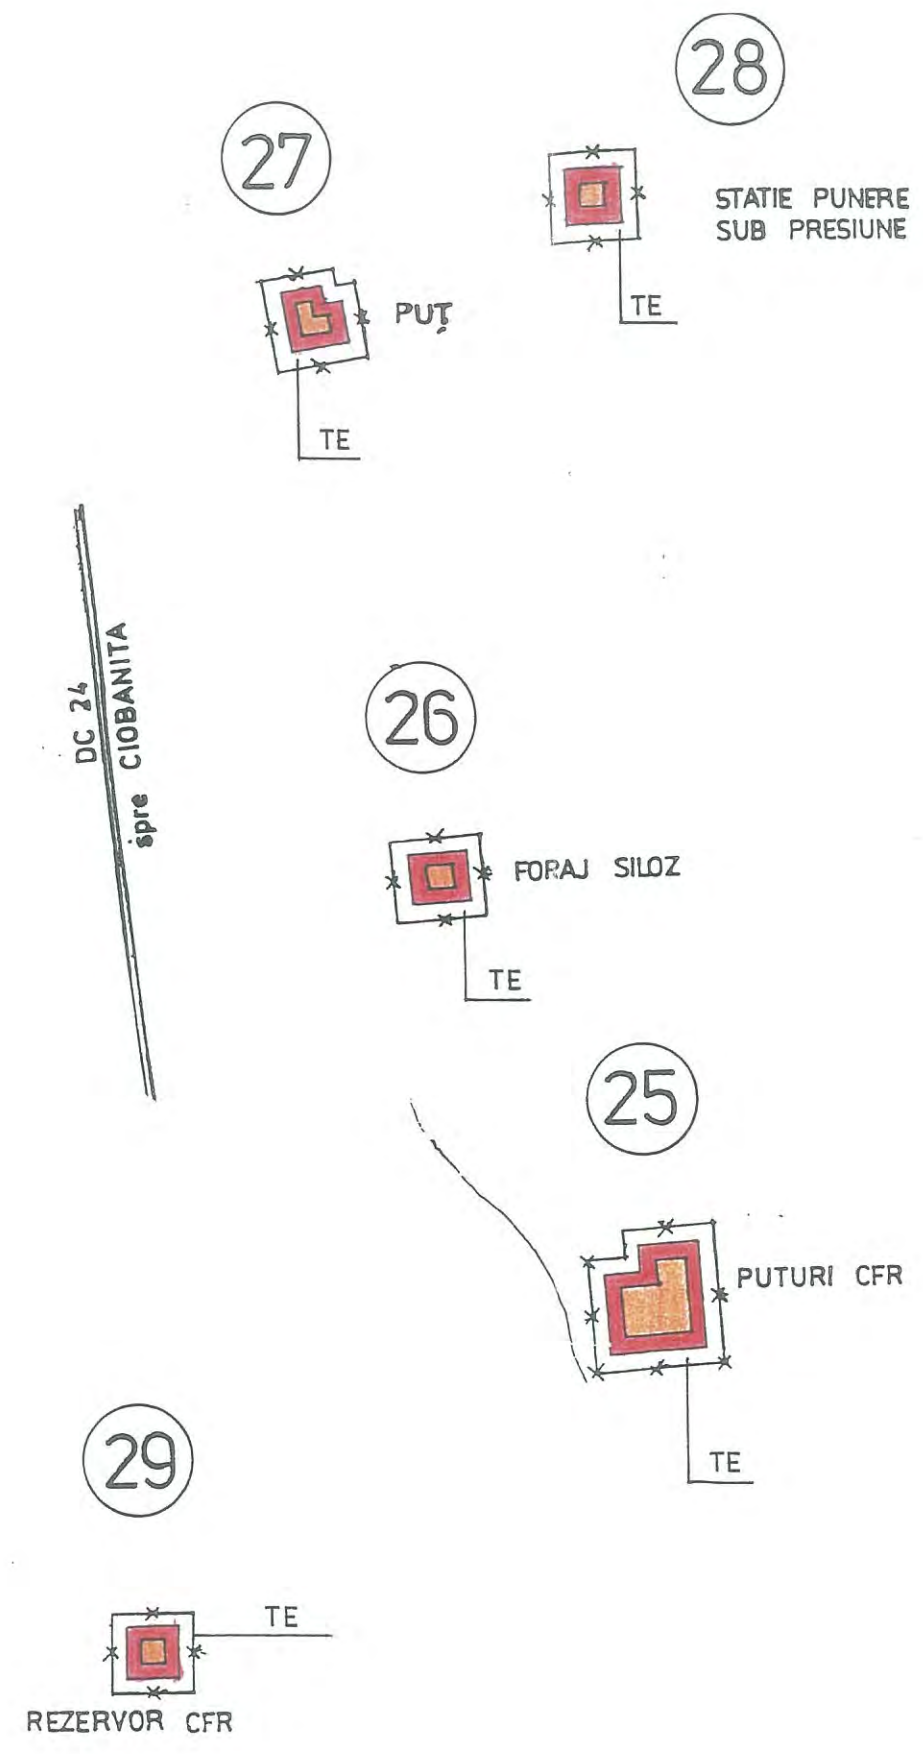 28
27
STATIE PUNERE
SUB PRESIUNE
TE
PUȚ
TE
DC 24
spre CIOBANITA
26
FORAJ SILOZ
TE
25
PUTURI CFR
TE
29
TE
REZERVOR CFR